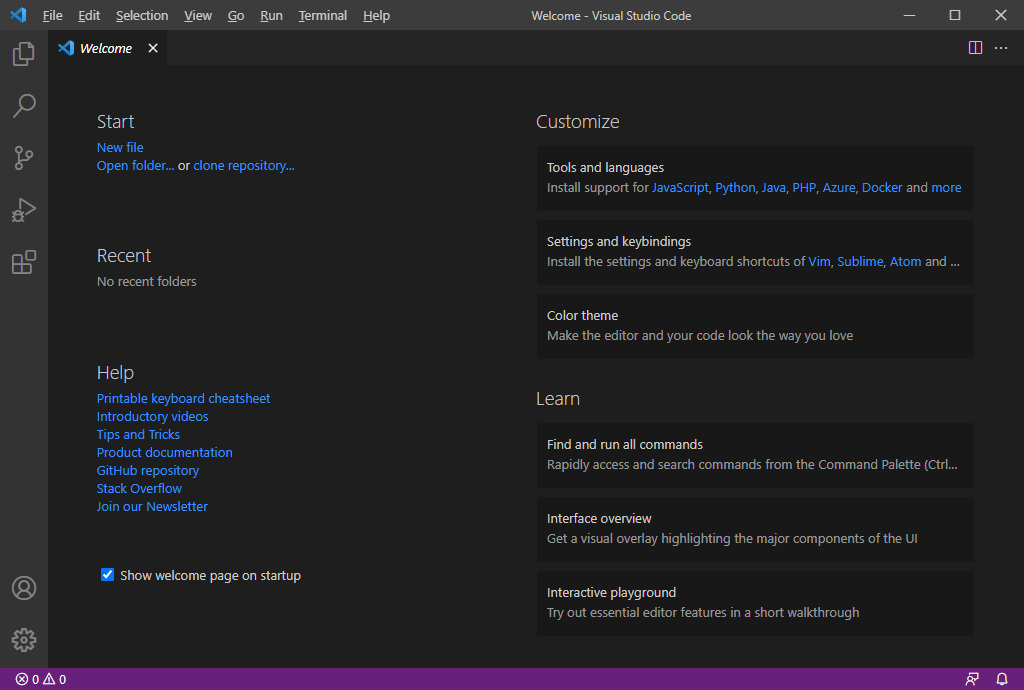 File Edit Selection View Go Run Terminal Help Welcome - Visual Studio Code
Welcome
Start
New file
Open folder... or clone repository...
Recent
No recent folders
Help
Printable keyboard cheatsheet
Introductory videos
Tips and Tricks
Product documentation
GitHub repository
Stack Overflow
Join our Newsletter
Show welcome page on startup
Customize
Tools and languages
Install support for JavaScript, Python, Java, PHP, Azure, Docker and more
Settings and keybindings
Install the settings and keyboard shortcuts of Vim, Sublime, Atom and ...
Color theme
Make the editor and your code look the way you love
Learn
Find and run all commands
Rapidly access and search commands from the Command Palette (Ctrl...
Interface overview
Get a visual overlay highlighting the major components of the UI
Interactive playground
Try out essential editor features in a short walkthrough
0 0